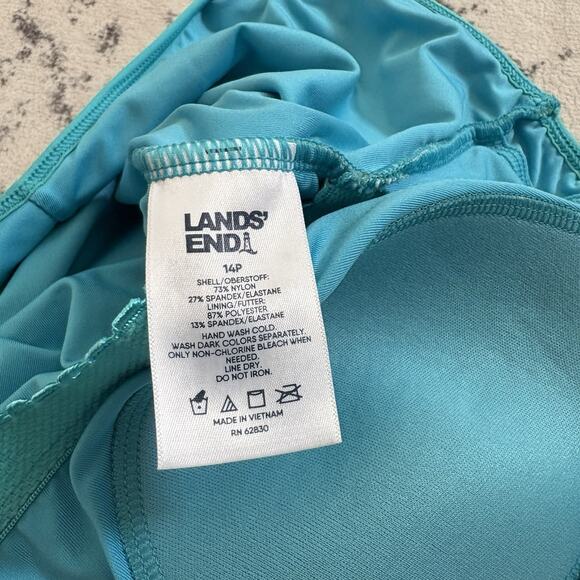 LANDS'
END
14P
SHELL/OBERSTOFF:
73% NYLON
27% SPANDEX/ELASTANE
LINING/FUTTER:
87% POLYESTER
13% SPANDEX/ELASTANE
HAND WASH COLD.
WASH DARK COLORS SEPARATELY.
ONLY NON-CHLORINE BLEACH WHEN
NEEDED.
LINE DRY.
DO NOT IRON.
MADE IN VIETNAM
RN 62830